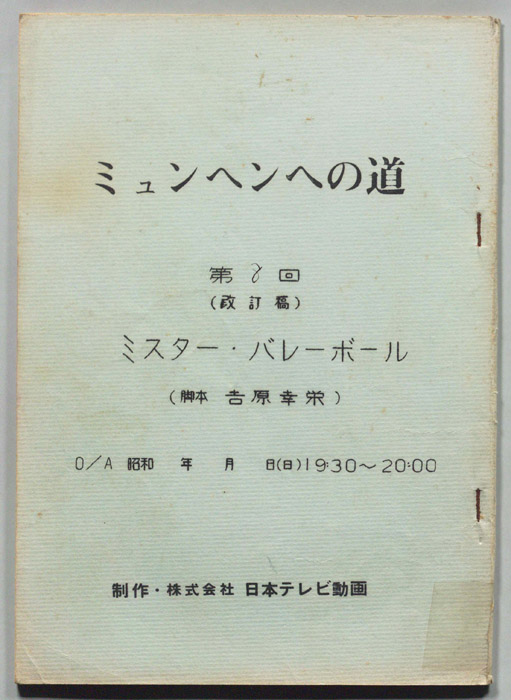 ミュンヘンへの道
第8回
(改訂稿)
ミスター・バレーボール
(脚本 吉原幸栄)
O/A 昭和 年 月 日(日)19:30〜20:00
制作・株式会社 日本テレビ動画